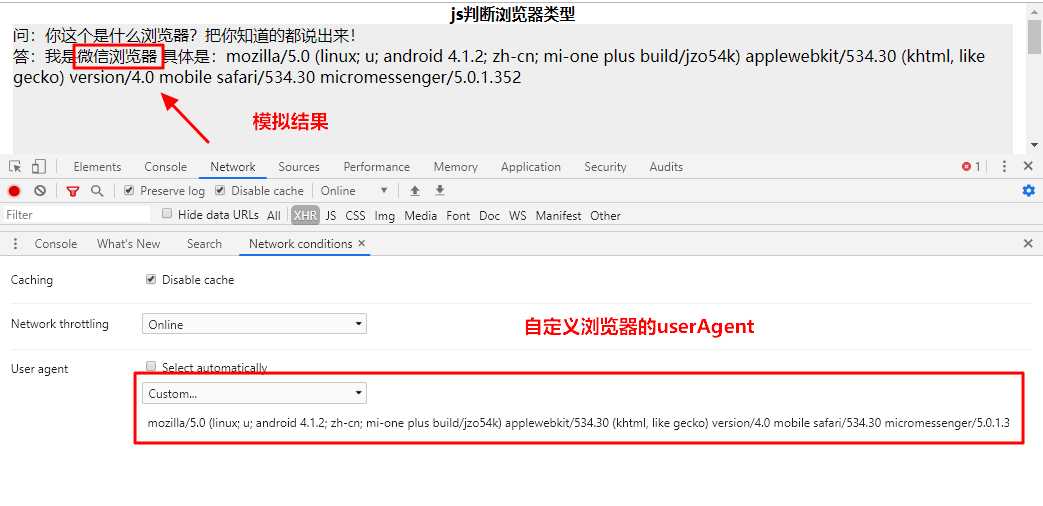 js判断浏览器类型
问：你这个是什么浏览器？把你知道的都说出来！
答：我是微信浏览器 具体是：mozilla/5.0 (linux; u; android 4.1.2; zh-cn; mi-one plus build/jzo54k) applewebkit/534.30 (khtml, like
gecko) version/4.0 mobile safari/534.30 micromessenger/5.0.1.352
模拟结果
Elements Console Network Sources Performance Memory Application Security Audits 1
Preserve log Disable cache Online
Filter Hide data URLs All XHR JS CSS Img Media Font Doc WS Manifest Other
Console What's New Search Network conditions
Caching Disable cache
Network throttling Online
自定义浏览器的userAgent
User agent Select automatically
Custom...
mozilla/5.0 (linux; u; android 4.1.2; zh-cn; mi-one plus build/jzo54k) applewebkit/534.30 (khtml, like gecko) version/4.0 mobile safari/534.30 micromessenger/5.0.1.3